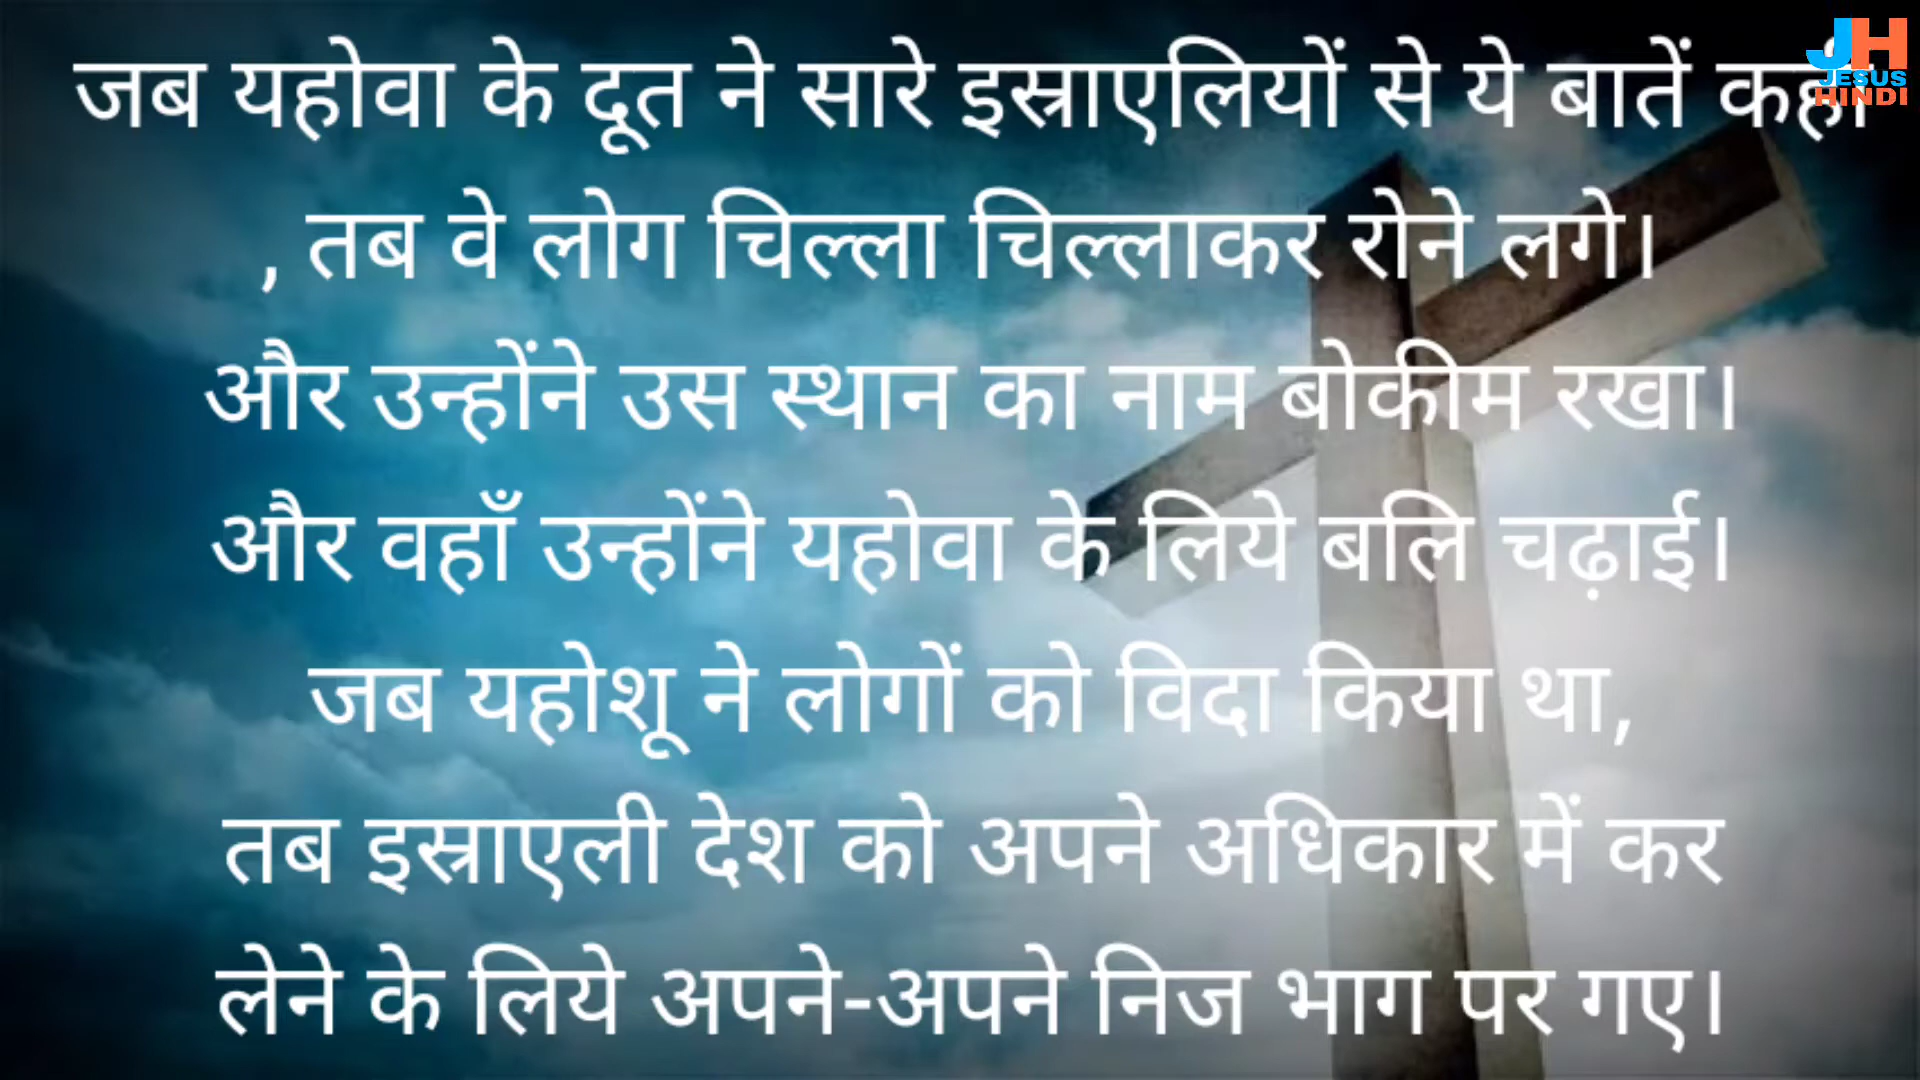 जब यहोवा के दूत ने सारे इस्राएलियों से ये बातें कहीं
, तब वे लोग चिल्ला चिल्लाकर रोने लगे।
और उन्होंने उस स्थान का नाम बोकीम रखा।
और वहाँ उन्होंने यहोवा के लिये बलि चढ़ाई।
जब यहोशू ने लोगों को विदा किया था,
तब इस्राएली देश को अपने अधिकार में कर
लेने के लिये अपने-अपने निज भाग पर गए।
JH
JESUS
HINDI